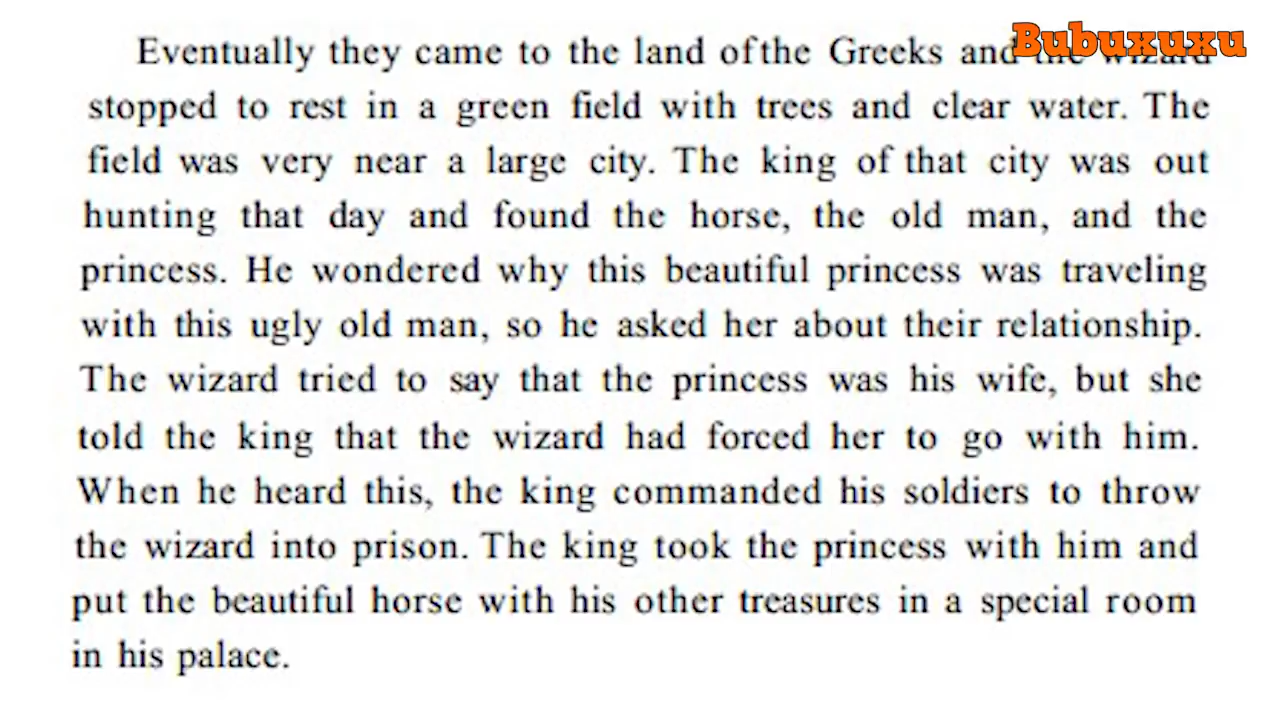 Bubuxuxu
Eventually they came to the land of the Greeks and the wizard
stopped to rest in a green field with trees and clear water. The
field was very near a large city. The king of that city was out
hunting that day and found the horse, the old man, and the
princess. He wondered why this beautiful princess was traveling
with this ugly old man, so he asked her about their relationship.
The wizard tried to say that the princess was his wife, but she
told the king that the wizard had forced her to go with him.
When he heard this, the king commanded his soldiers to throw
the wizard into prison. The king took the princess with him and
put the beautiful horse with his other treasures in a special room
in his palace.